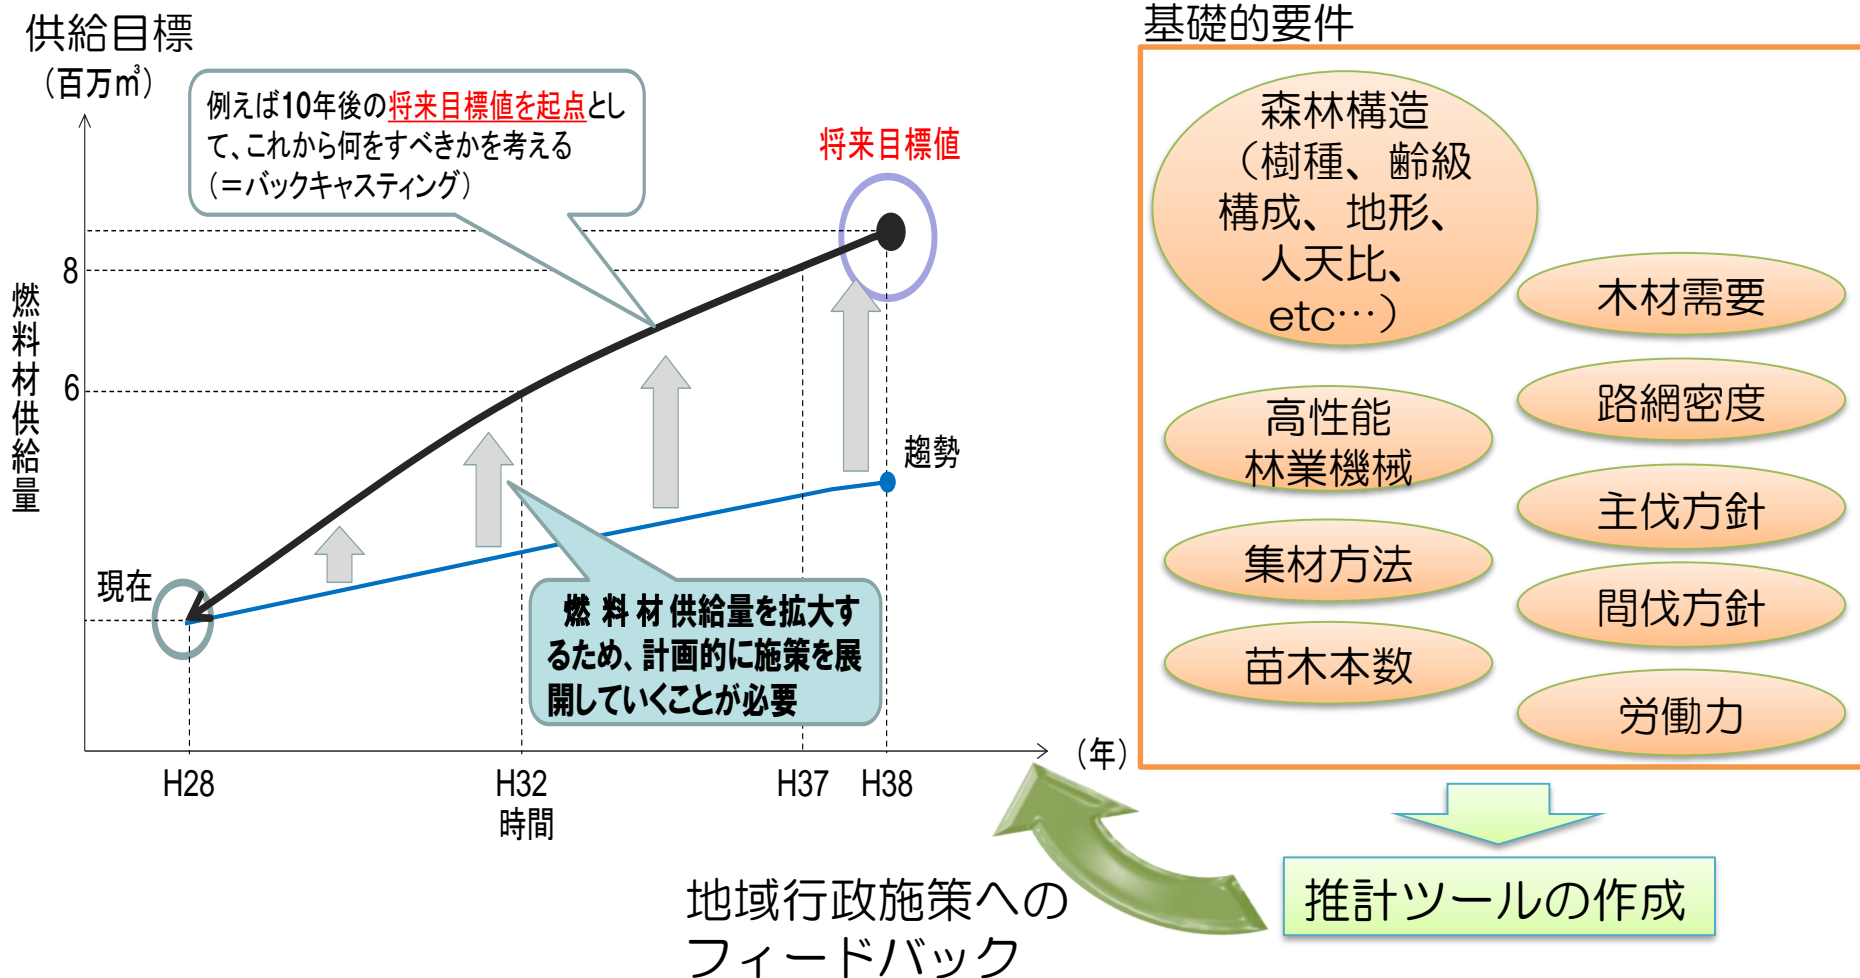 供給目標
（百万㎥）
例えば10年後の将来目標値を起点とし
て、これから何をすべきかを考える
（＝バックキャスティング）
将来目標値
8
6
燃料材供給量
趨勢
現在
燃 料 材 供給量を拡大す
るため、計画的に施策を展
開していくことが必要
H28
H32
H37
H38
（年）
時間
基礎的要件
森林構造
（樹種、齢級
構成、地形、
人天比、
etc…）
木材需要
高性能
林業機械
路網密度
主伐方針
集材方法
間伐方針
苗木本数
労働力
推計ツールの作成
地域行政施策への
フィードバック